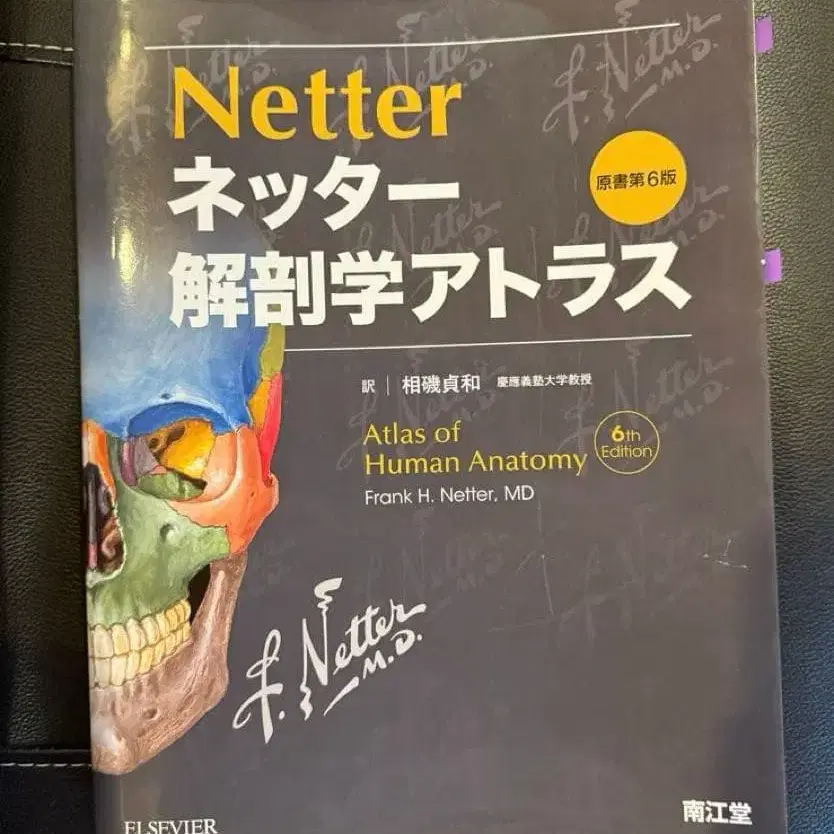 Netter
ネッター
原書第6版
解剖学アトラス
訳 | 相磯貞和 慶應義塾大学教授
Atlas of
Human Anatomy
6th
Edition
Frank H. Netter, MD
F. Netter
M.D.
ELSEVIER
南江堂